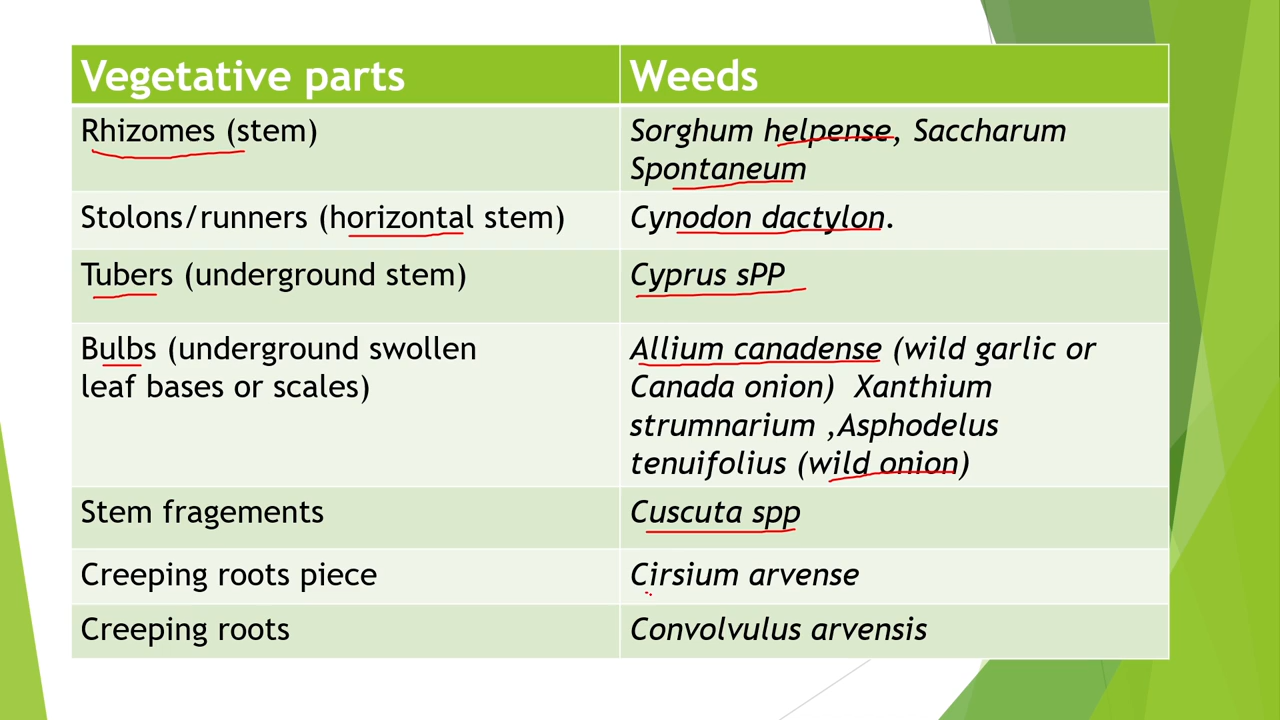 Vegetative parts
Weeds
Rhizomes (stem)
Sorghum helpense, Saccharum
Spontaneum
Stolons/runners (horizontal stem)
Cynodon dactylon.
Tubers (underground stem)
Cyprus sPP
Bulbs (underground swollen
leaf bases or scales)
Allium canadense (wild garlic or
Canada onion)  Xanthium
strumnarium ,Asphodelus
tenuifolius (wild onion)
Stem fragements
Cuscuta spp
Creeping roots piece
Cirsium arvense
Creeping roots
Convolvulus arvensis